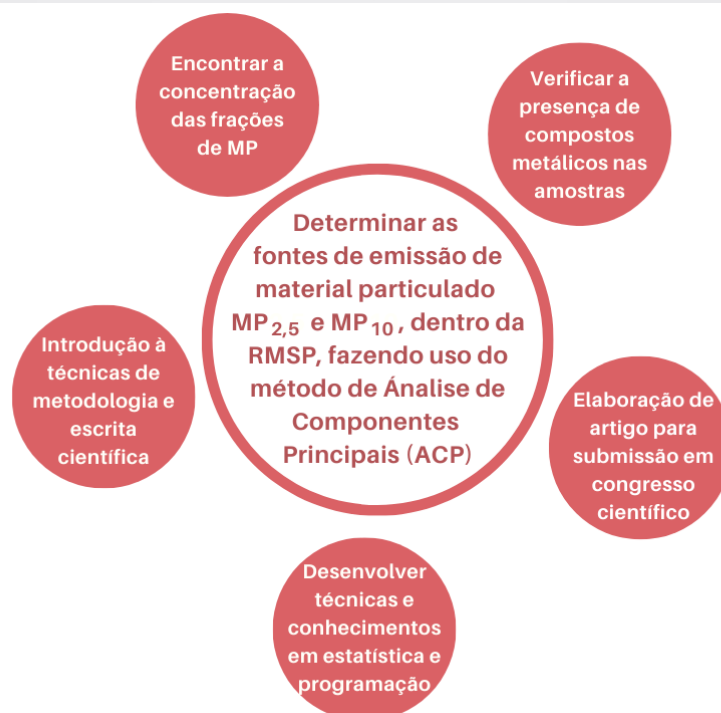 Encontrar a
concentração
das frações
de MP
Verificar a
presença de
compostos
metálicos nas
amostras
Determinar as
fontes de emissão de
material particulado
MP2,5 e MP10, dentro da
RMSP, fazendo uso do
método de Ánalise de
Componentes
Principais (ACP)
Introdução à
técnicas de
metodologia e
escrita
científica
Elaboração de
artigo para
submissão em
congresso
científico
Desenvolver
técnicas e
conhecimentos
em estatística e
programação